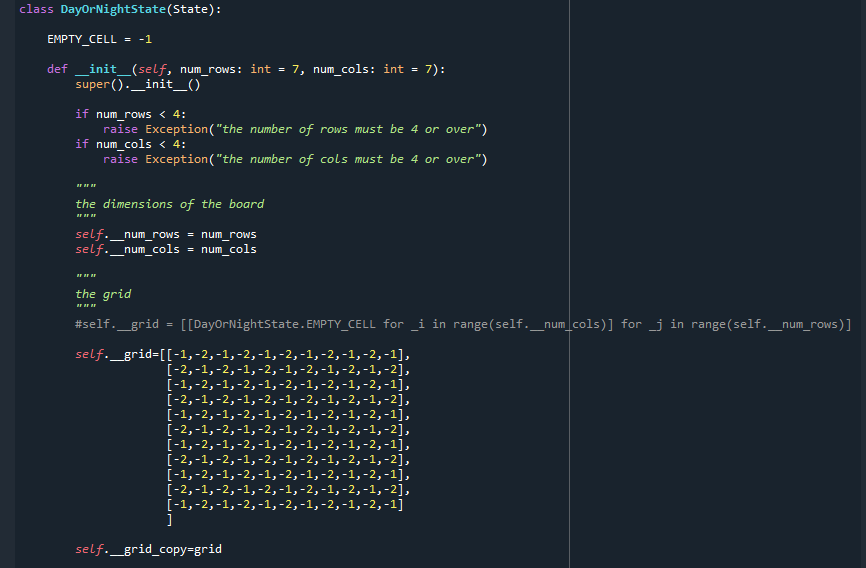 class DayOrNightState(State):
EMPTY_CELL = -1
def __init__(self, num_rows: int = 7, num_cols: int = 7):
super().__init__()
if num_rows < 4:
raise Exception("the number of rows must be 4 or over")
if num_cols < 4:
raise Exception("the number of cols must be 4 or over")
"""
the dimensions of the board
"""
self.__num_rows = num_rows
self.__num_cols = num_cols
"""
the grid
"""
#self.__grid = [[DayOrNightState.EMPTY_CELL for _i in range(self.__num_cols)] for _j in range(self.__num_rows)]
self.__grid=[[-1,-2,-1,-2,-1,-2,-1,-2,-1,-2,-1],
[-2,-1,-2,-1,-2,-1,-2,-1,-2,-1,-2],
[-1,-2,-1,-2,-1,-2,-1,-2,-1,-2,-1],
[-2,-1,-2,-1,-2,-1,-2,-1,-2,-1,-2],
[-1,-2,-1,-2,-1,-2,-1,-2,-1,-2,-1],
[-2,-1,-2,-1,-2,-1,-2,-1,-2,-1,-2],
[-1,-2,-1,-2,-1,-2,-1,-2,-1,-2,-1],
[-2,-1,-2,-1,-2,-1,-2,-1,-2,-1,-2],
[-1,-2,-1,-2,-1,-2,-1,-2,-1,-2,-1],
[-2,-1,-2,-1,-2,-1,-2,-1,-2,-1,-2],
[-1,-2,-1,-2,-1,-2,-1,-2,-1,-2,-1]
]
self.__grid_copy=grid